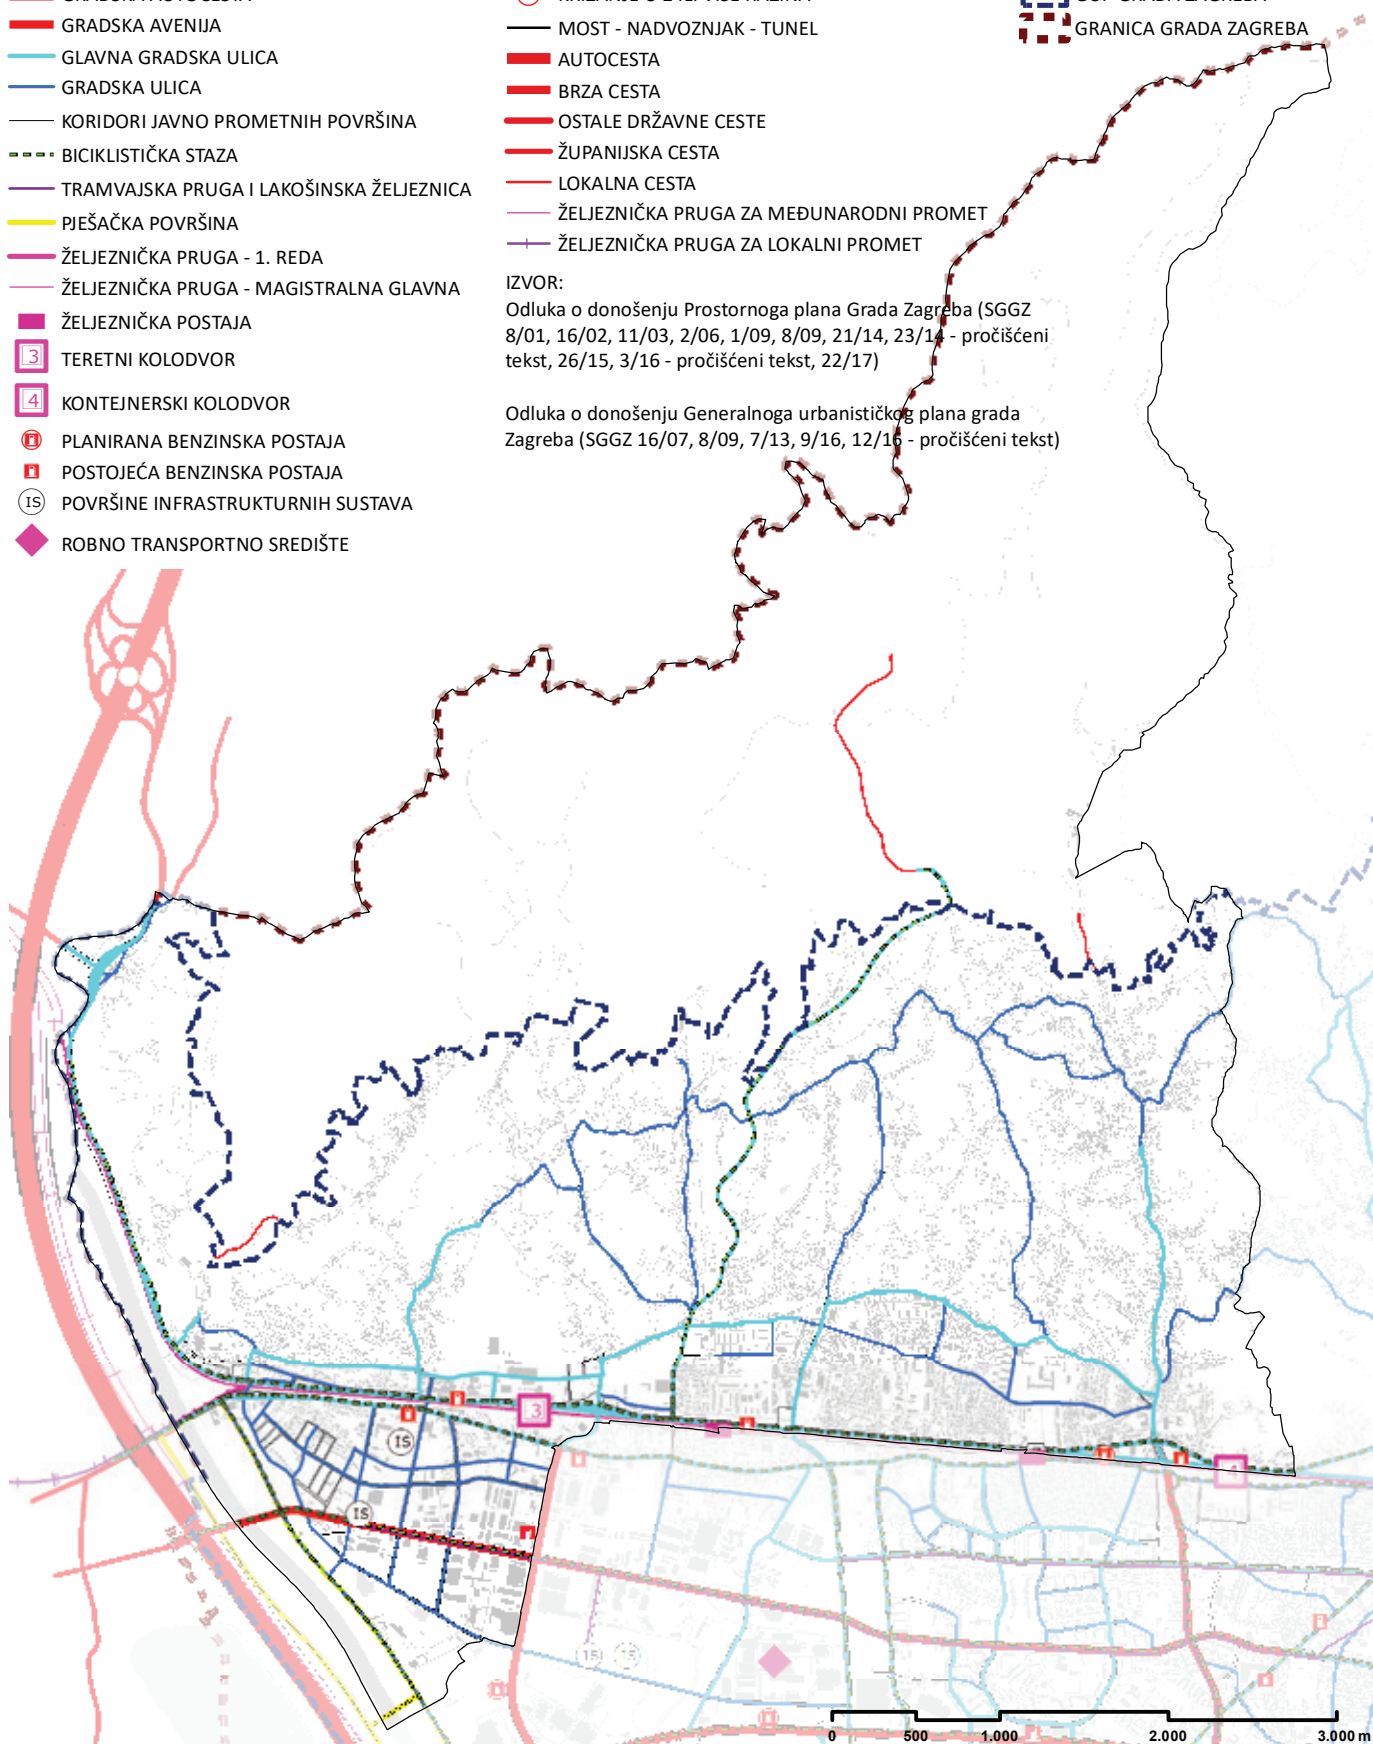 GRADSKA AVENIJA
GLAVNA GRADSKA ULICA
GRADSKA ULICA
KORIDORI JAVNO PROMETNIH POVRŠINA
BICIKLISTIČKA STAZA
TRAMVAJSKA PRUGA I LAKOŠINSKA ŽELJEZNICA
PJEŠAČKA POVRŠINA
ŽELJEZNIČKA PRUGA - 1. REDA
ŽELJEZNIČKA PRUGA - MAGISTRALNA GLAVNA
ŽELJEZNIČKA POSTAJA
3 TERETNI KOLODVOR
4 KONTEJNERSKI KOLODVOR
PLANIRANA BENZINSKA POSTAJA
POSTOJEĆA BENZINSKA POSTAJA
IS POVRŠINE INFRASTRUKTURNIH SUSTAVA
ROBNO TRANSPORTNO SREDIŠTE
MOST - NADVOZNJAK - TUNEL
AUTOCESTA
BRZA CESTA
OSTALE DRŽAVNE CESTE
ŽUPANIJSKA CESTA
LOKALNA CESTA
ŽELJEZNIČKA PRUGA ZA MEĐUNARODNI PROMET
ŽELJEZNIČKA PRUGA ZA LOKALNI PROMET
GRANICA GRADA ZAGREBA
IZVOR:
Odluka o donošenju Prostornoga plana Grada Zagreba (SGGZ
8/01, 16/02, 11/03, 2/06, 1/09, 8/09, 21/14, 23/14 - pročišćeni
tekst, 26/15, 3/16 - pročišćeni tekst, 22/17)
Odluka o donošenju Generalnoga urbanističkog plana grada
Zagreba (SGGZ 16/07, 8/09, 7/13, 9/16, 12/16 - pročišćeni tekst)
3
IS
IS
0 500 1.000 2.000 3.000 m